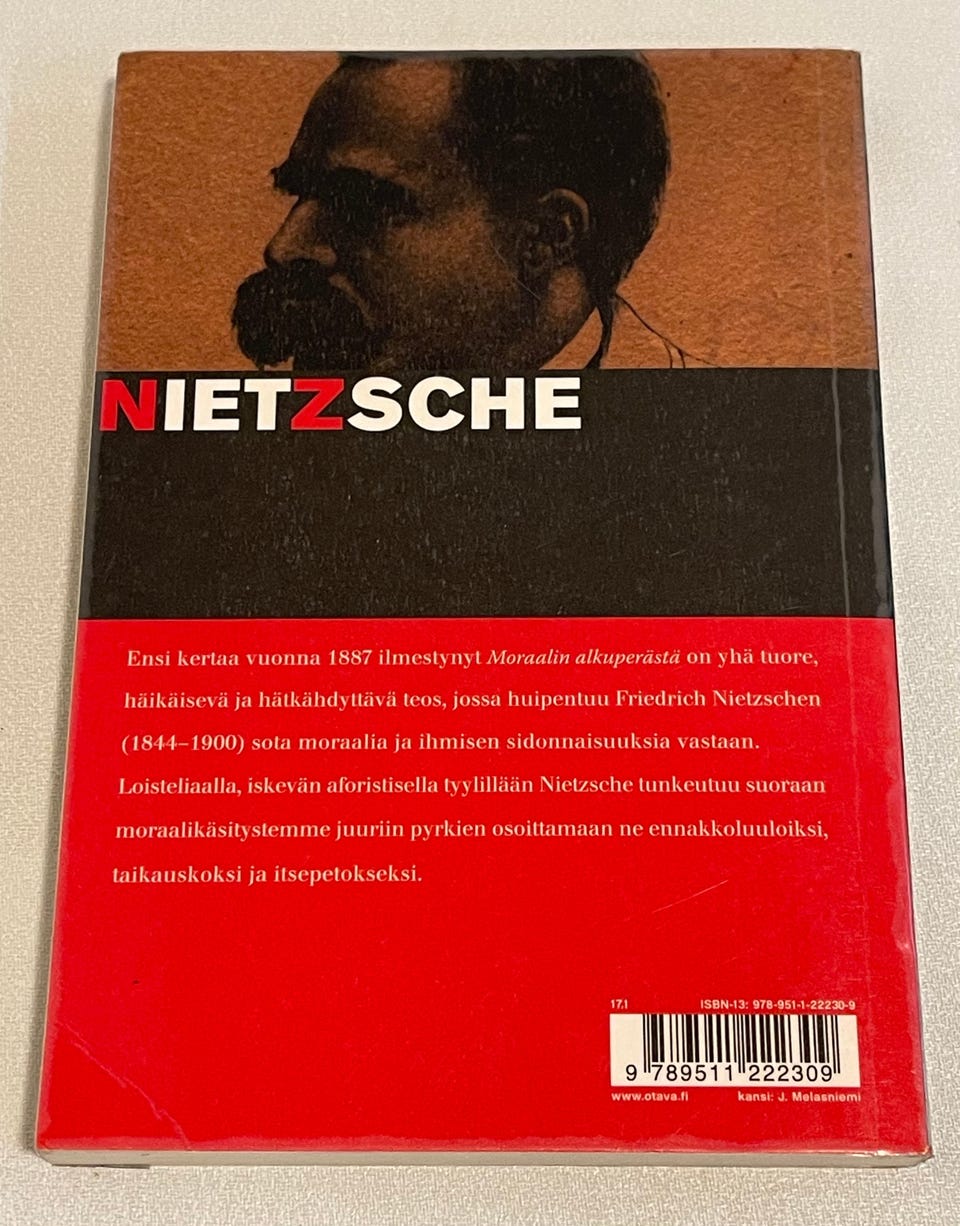 NIETZSCHE
Ensi kertaa vuonna 1887 ilmestynyt Moraalin alkuperästä on yhä tuore,
häikäisevä ja hätkähdyttävä teos, jossa huipentuu Friedrich Nietzschen
(1844–1900) sota moraalia ja ihmisen sidonnaisuuksia vastaan.
Loisteliaalla, iskevän aforistisella tyylillään Nietzsche tunkeutuu suoraan
moraalikäsitystemme juuriin pyrkien osoittamaan ne ennakkoluuloiksi,
taikauskoksi ja itsepetokseksi.
17.1 ISBN-13: 978-951-1-22230-9
9 789511 222309
www.otava.fi kansi: J. Melasniemi